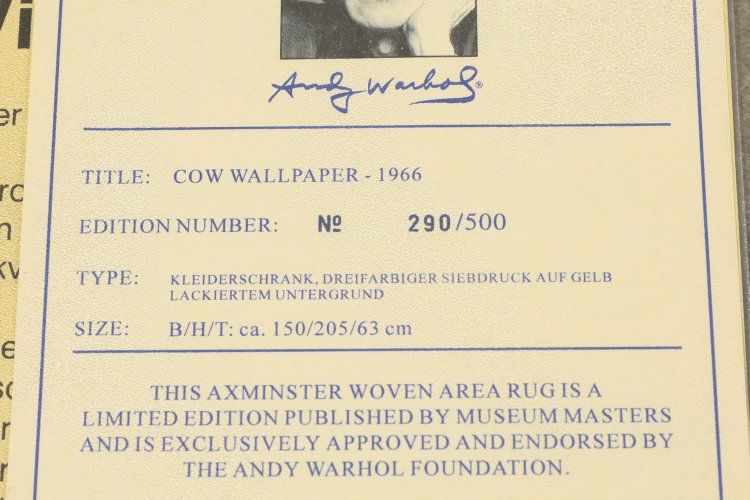 Andy Warhol®
TITLE: COW WALLPAPER - 1966
EDITION NUMBER: Nº 290/500
TYPE: KLEIDERSCHRANK, DREIFARBIGER SIEBDRUCK AUF GELB
LACKIERTEM UNTERGRUND
SIZE: B/H/T: ca. 150/205/63 cm
THIS AXMINSTER WOVEN AREA RUG IS A
LIMITED EDITION PUBLISHED BY MUSEUM MASTERS
AND IS EXCLUSIVELY APPROVED AND ENDORSED BY
THE ANDY WARHOL FOUNDATION.